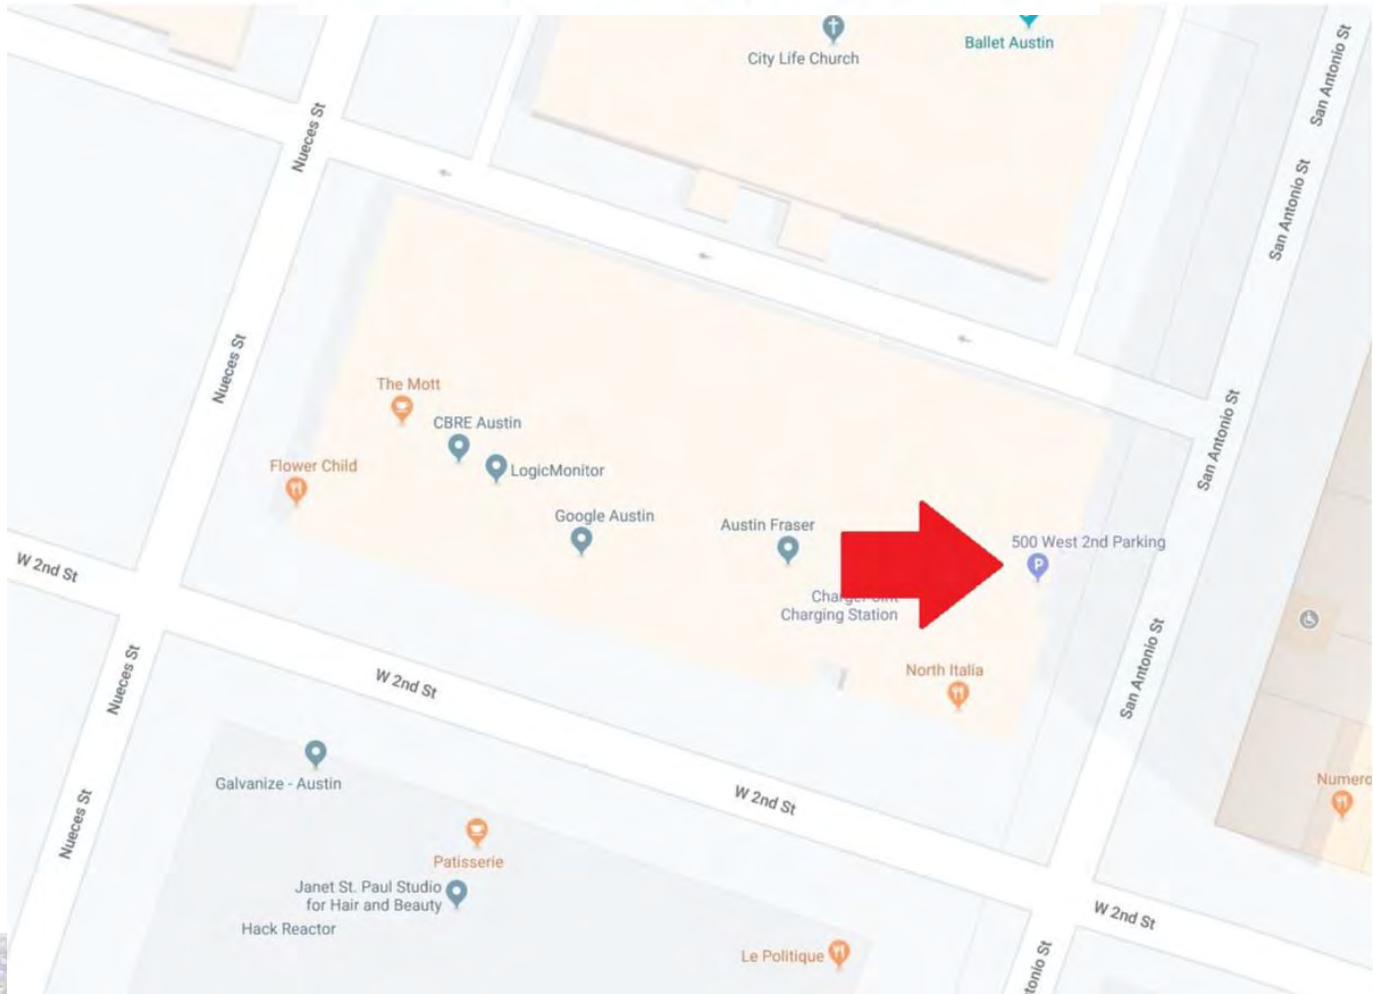 City Life Church
Ballet Austin
San Antonio St
Nueces St
San Antonio St
Nueces St
The Mott
CBRE Austin
San Antonio St
Flower Child
LogicMonitor
Google Austin
Austin Fraser
500 West 2nd Parking
W 2nd St
Charging Station
San Antonio St
Nueces St
W 2nd St
North Italia
Galvanize - Austin
W 2nd St
Numero
Nueces St
Patisserie
Janet St. Paul Studio
for Hair and Beauty
Hack Reactor
W 2nd St
Le Politique
tonio St